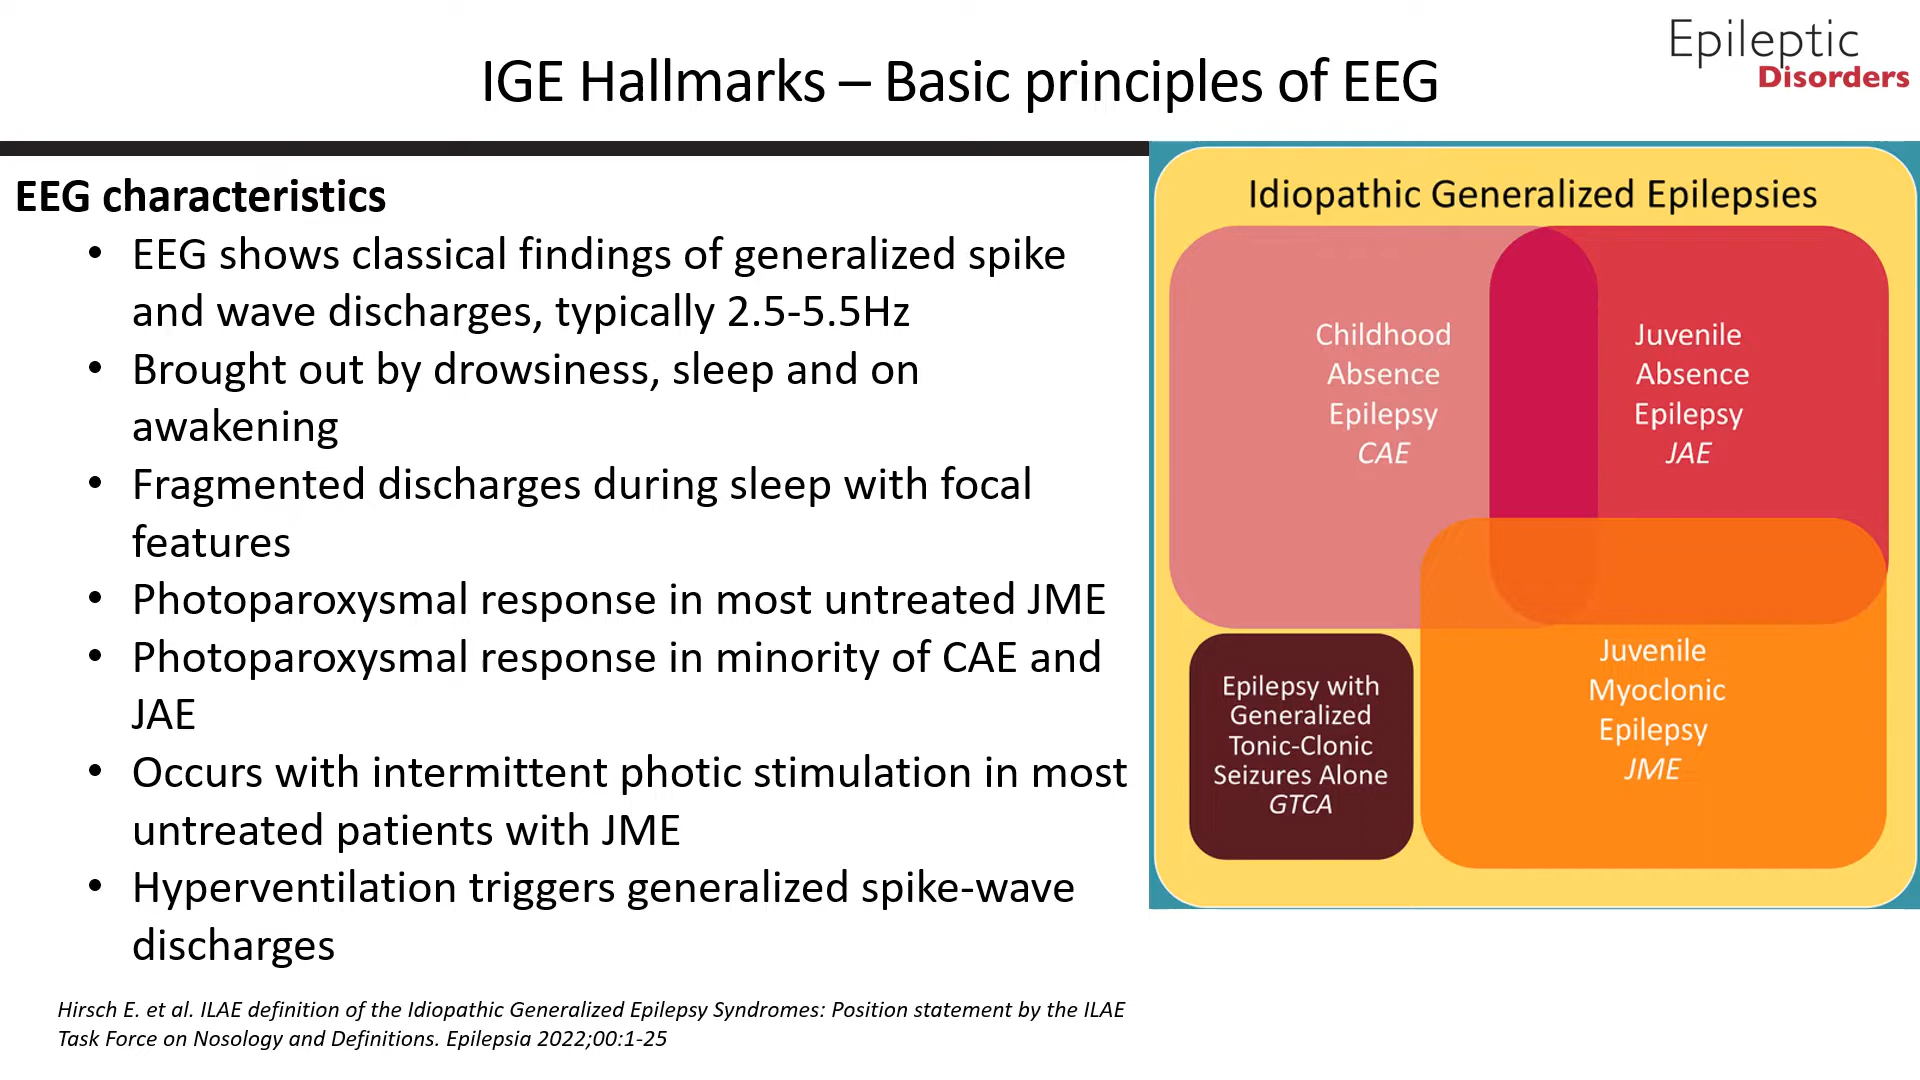 IGE Hallmarks – Basic principles of EEG
Epileptic
Disorders
EEG characteristics
• EEG shows classical findings of generalized spike
and wave discharges, typically 2.5-5.5Hz
• Brought out by drowsiness, sleep and on
awakening
• Fragmented discharges during sleep with focal
features
• Photoparoxysmal response in most untreated JME
• Photoparoxysmal response in minority of CAE and
JAE
• Occurs with intermittent photic stimulation in most
untreated patients with JME
• Hyperventilation triggers generalized spike-wave
discharges
Idiopathic Generalized Epilepsies
Childhood
Absence
Epilepsy
CAE
Juvenile
Absence
Epilepsy
JAE
Epilepsy with
Generalized
Tonic-Clonic
Seizures Alone
GTCA
Juvenile
Myoclonic
Epilepsy
JME
Hirsch E. et al. ILAE definition of the Idiopathic Generalized Epilepsy Syndromes: Position statement by the ILAE
Task Force on Nosology and Definitions. Epilepsia 2022;00:1-25